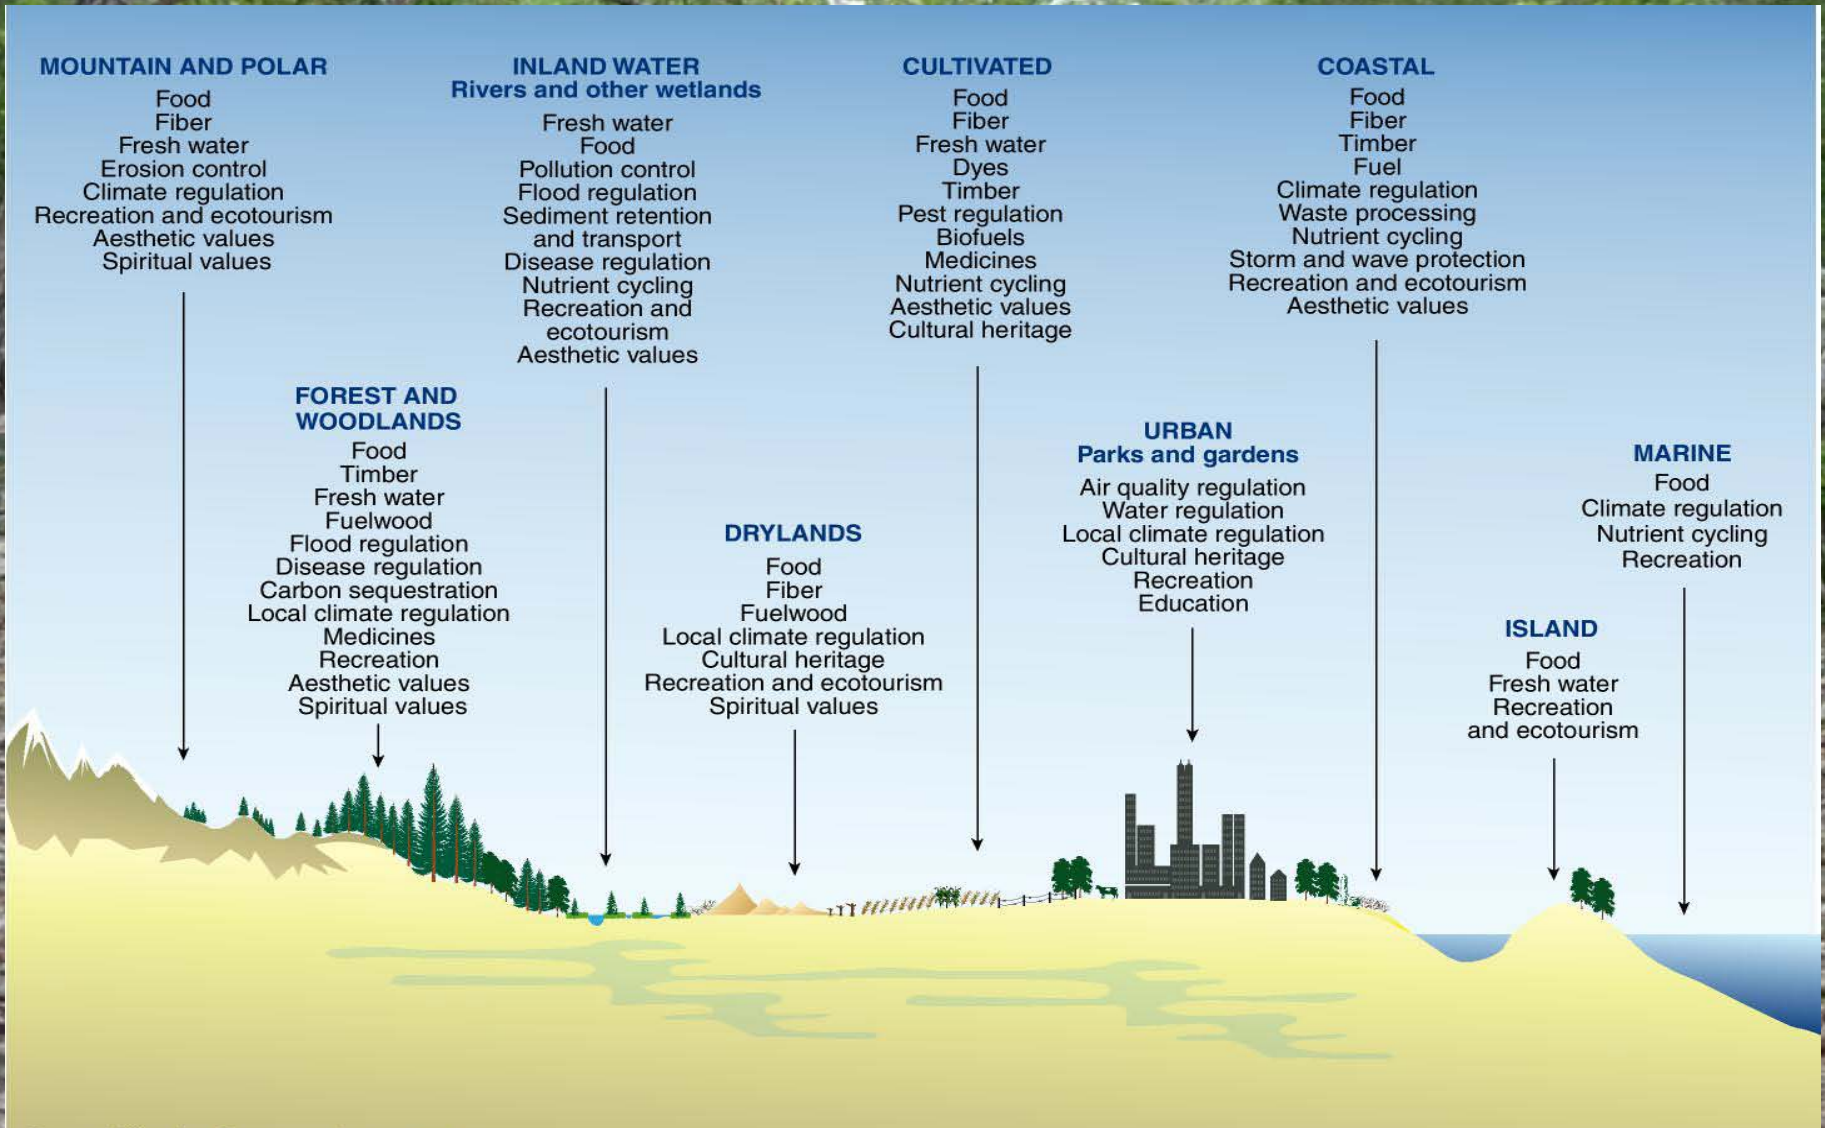 MOUNTAIN AND POLAR
Food
Fiber
Fresh water
Erosion control
Climate regulation
Recreation and ecotourism
Aesthetic values
Spiritual values
FOREST AND
WOODLANDS
Food
Timber
Fresh water
Fuelwood
Flood regulation
Disease regulation
Carbon sequestration
Local climate regulation
Medicines
Recreation
Aesthetic values
Spiritual values
INLAND WATER
Rivers and other wetlands
Fresh water
Food
Pollution control
Flood regulation
Sediment retention
and transport
Disease regulation
Nutrient cycling
Recreation and
ecotourism
Aesthetic values
DRYLANDS
Food
Fiber
Fuelwood
Local climate regulation
Cultural heritage
Recreation and ecotourism
Spiritual values
CULTIVATED
Food
Fiber
Fresh water
Dyes
Timber
Pest regulation
Biofuels
Medicines
Nutrient cycling
Aesthetic values
Cultural heritage
URBAN
Parks and gardens
Air quality regulation
Water regulation
Local climate regulation
Cultural heritage
Recreation
Education
COASTAL
Food
Fiber
Timber
Fuel
Climate regulation
Waste processing
Nutrient cycling
Storm and wave protection
Recreation and ecotourism
Aesthetic values
ISLAND
Food
Fresh water
Recreation
and ecotourism
MARINE
Food
Climate regulation
Nutrient cycling
Recreation